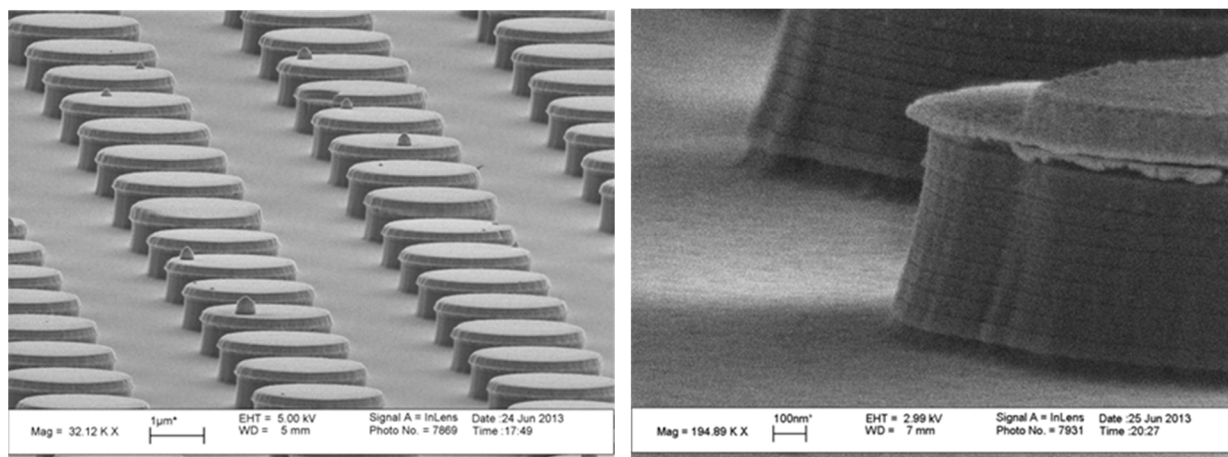 Mag = 32.12 K X
1µm*
EHT = 5.00 kV
WD = 5 mm
Signal A = InLens
Photo No. = 7869
Date :24 Jun 2013
Time :17:49
Mag = 194.89 K X
100nm*
EHT = 2.99 kV
WD = 7 mm
Signal A = InLens
Photo No. = 7931
Date :25 Jun 2013
Time :20:27